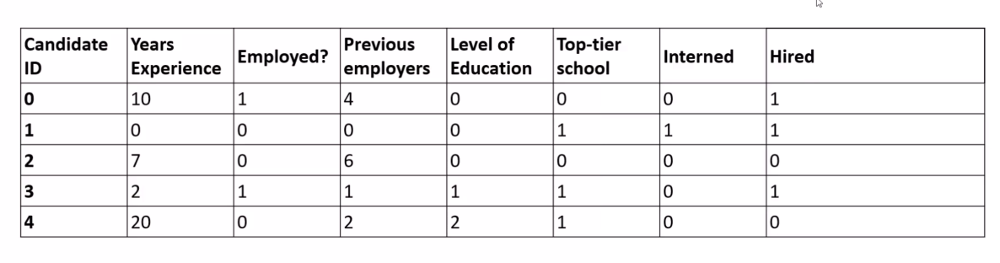 Candidate ID Years Experience Employed? Previous employers Level of Education Top-tier school Interned Hired
0 10 1 4 0 0 0 1
1 0 0 0 0 1 1 1
2 7 0 6 0 0 0 0
3 2 1 1 1 1 0 1
4 20 0 2 2 1 0 0